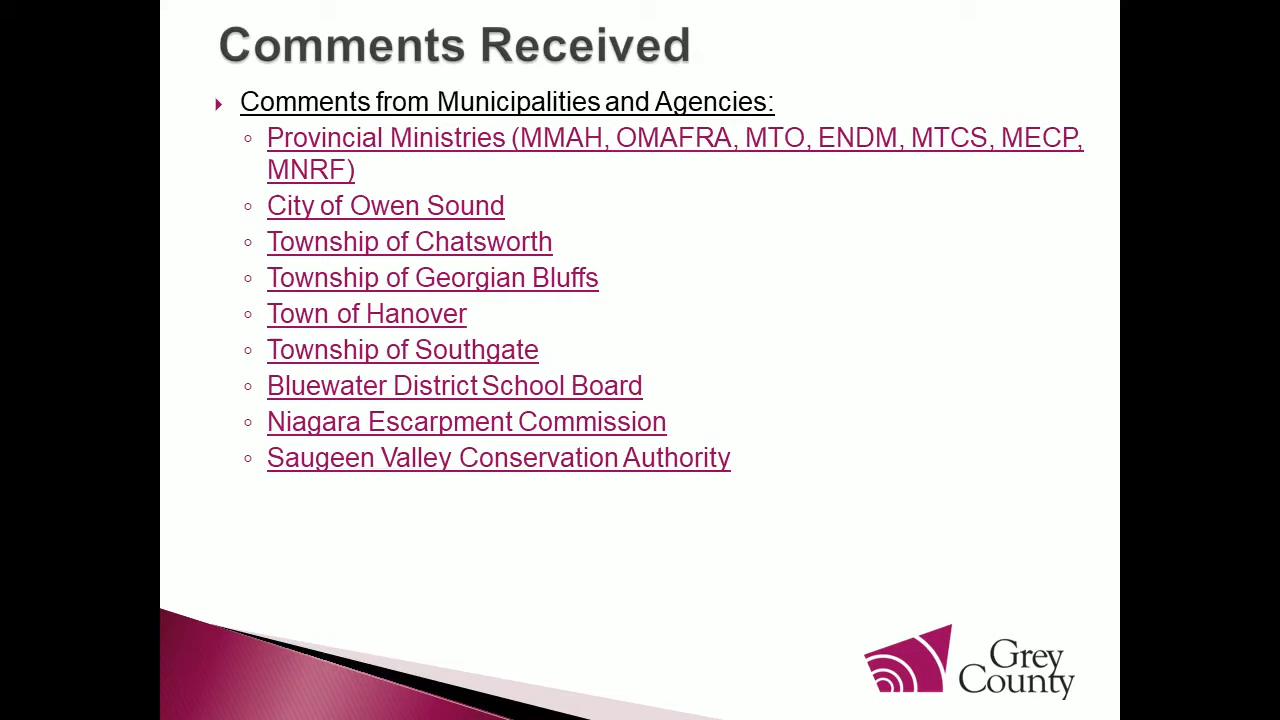 Comments Received
Comments from Municipalities and Agencies:
Provincial Ministries (MMAH, OMAFRA, MTO, ENDM, MTCS, MECP,
MNRF)
City of Owen Sound
Township of Chatsworth
Township of Georgian Bluffs
Town of Hanover
Township of Southgate
Bluewater District School Board
Niagara Escarpment Commission
Saugeen Valley Conservation Authority
Grey
County